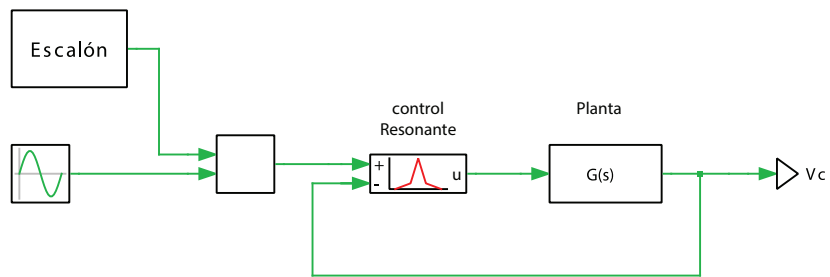 Escalón
control
Resonante
Planta
+
-
u
G(s)
Vc